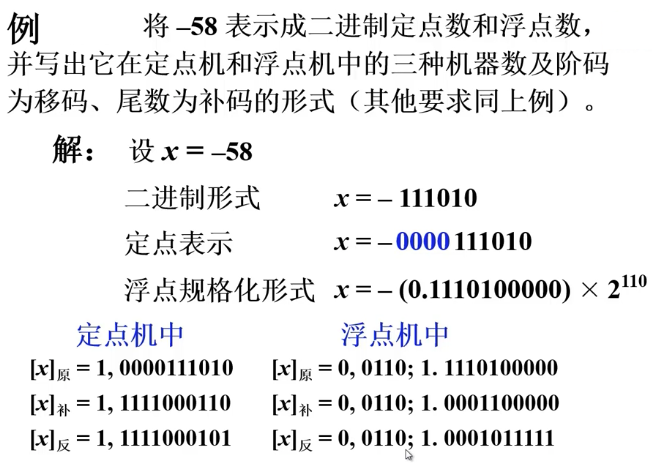 例 将 –58 表示成二进制定点数和浮点数，
并写出它在定点机和浮点机中的三种机器数及阶码
为移码、尾数为补码的形式（其他要求同上例）。
解： 设 x = –58
二进制形式 x = – 111010
定点表示 x = – 0000 111010
浮点规格化形式 x = – (0.1110100000) × 2^110
定点机中 浮点机中
[x]原 = 1, 0000111010 [x]原 = 0, 0110; 1. 1110100000
[x]补 = 1, 1111000110 [x]补 = 0, 0110; 1. 0001100000
[x]反 = 1, 1111000101 [x]反 = 0, 0110; 1. 0001011111